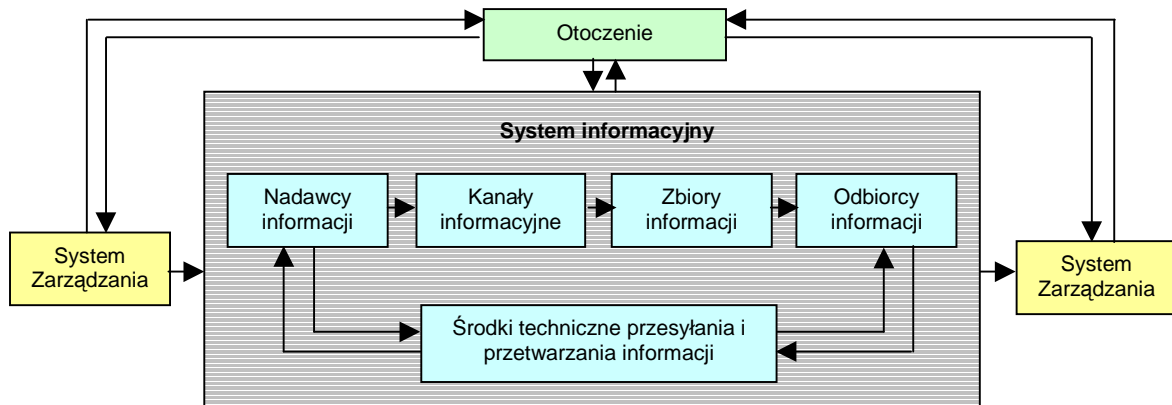 Otoczenie
System informacyjny
Nadawcy
informacji
Kanały
informacyjne
Zbiory
informacji
Odbiorcy
informacji
System
Zarządzania
System
Zarządzania
Środki techniczne przesyłania i
przetwarzania informacji